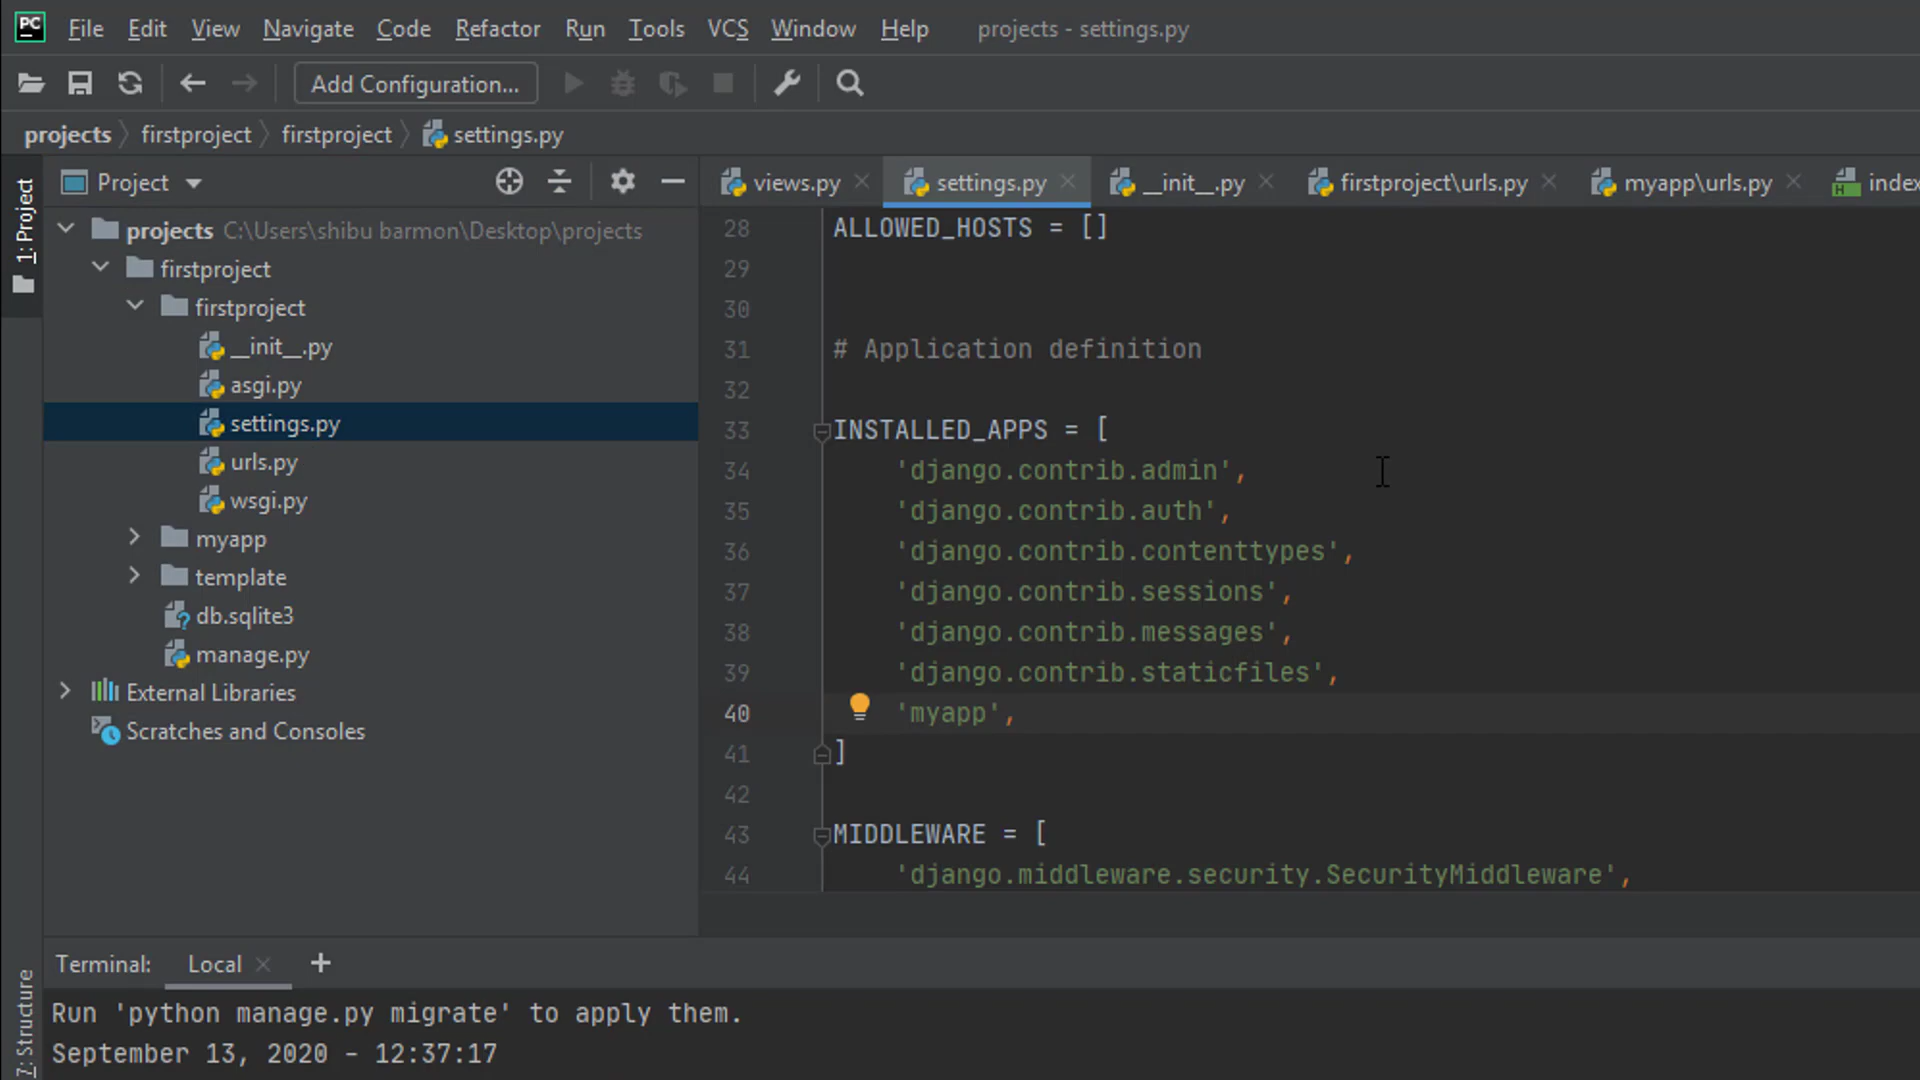 PC File Edit View Navigate Code Refactor Run Tools VCS Window Help projects - settings.py
Add Configuration...
projects firstproject firstproject settings.py
1: Project
Project
views.py settings.py __init__.py firstproject\urls.py myapp\urls.py H index
projects C:\Users\shibu barmon\Desktop\projects
firstproject
firstproject
__init__.py
asgi.py
settings.py
urls.py
wsgi.py
myapp
template
db.sqlite3
manage.py
External Libraries
Scratches and Consoles
28 ALLOWED_HOSTS = []
29
30
31 # Application definition
32
33 INSTALLED_APPS = [
34 'django.contrib.admin',
35 'django.contrib.auth',
36 'django.contrib.contenttypes',
37 'django.contrib.sessions',
38 'django.contrib.messages',
39 'django.contrib.staticfiles',
40 'myapp',
41 ]
42
43 MIDDLEWARE = [
44 'django.middleware.security.SecurityMiddleware',
7: Structure
Terminal: Local +
Run 'python manage.py migrate' to apply them.
September 13, 2020 - 12:37:17